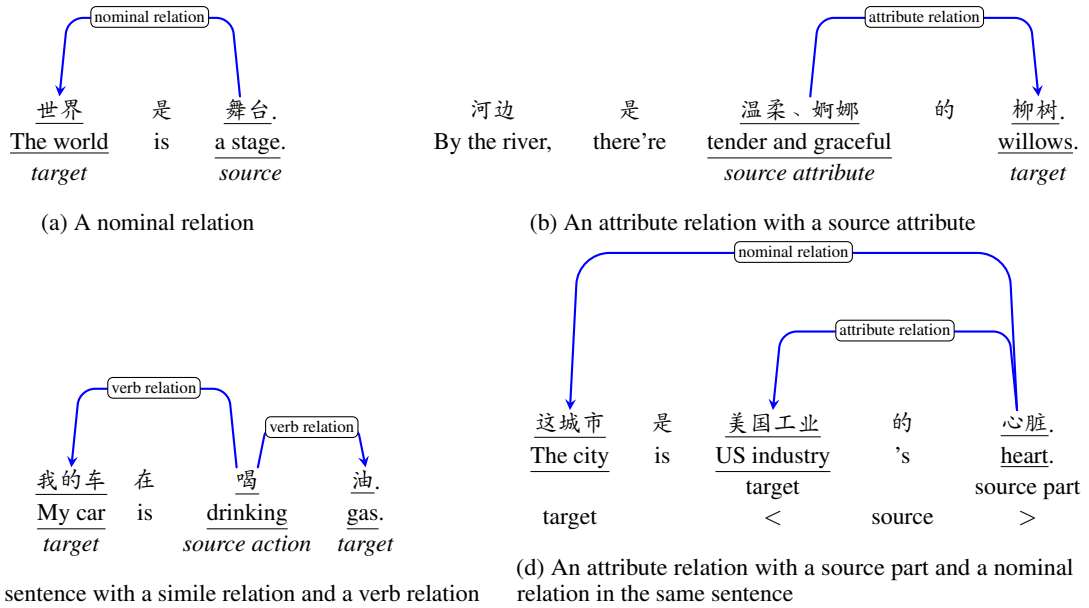 nominal relation
世界 是 舞台.
The world is a stage.
target source
(a) A nominal relation
attribute relation
河边 是 温柔、婀娜 的 柳树.
By the river, there're tender and graceful willows.
source attribute target
(b) An attribute relation with a source attribute
verb relation
verb relation
我的车 在 喝 油.
My car is drinking gas.
target source action target
sentence with a simile relation and a verb relation
nominal relation
attribute relation
这城市 是 美国工业 的 心脏.
The city is US industry 's heart.
target source part
target < source >
(d) An attribute relation with a source part and a nominal
relation in the same sentence